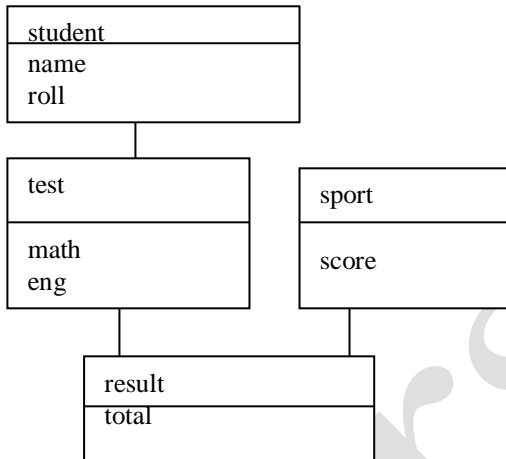 student
name
roll
test
math
eng
sport
score
result
total